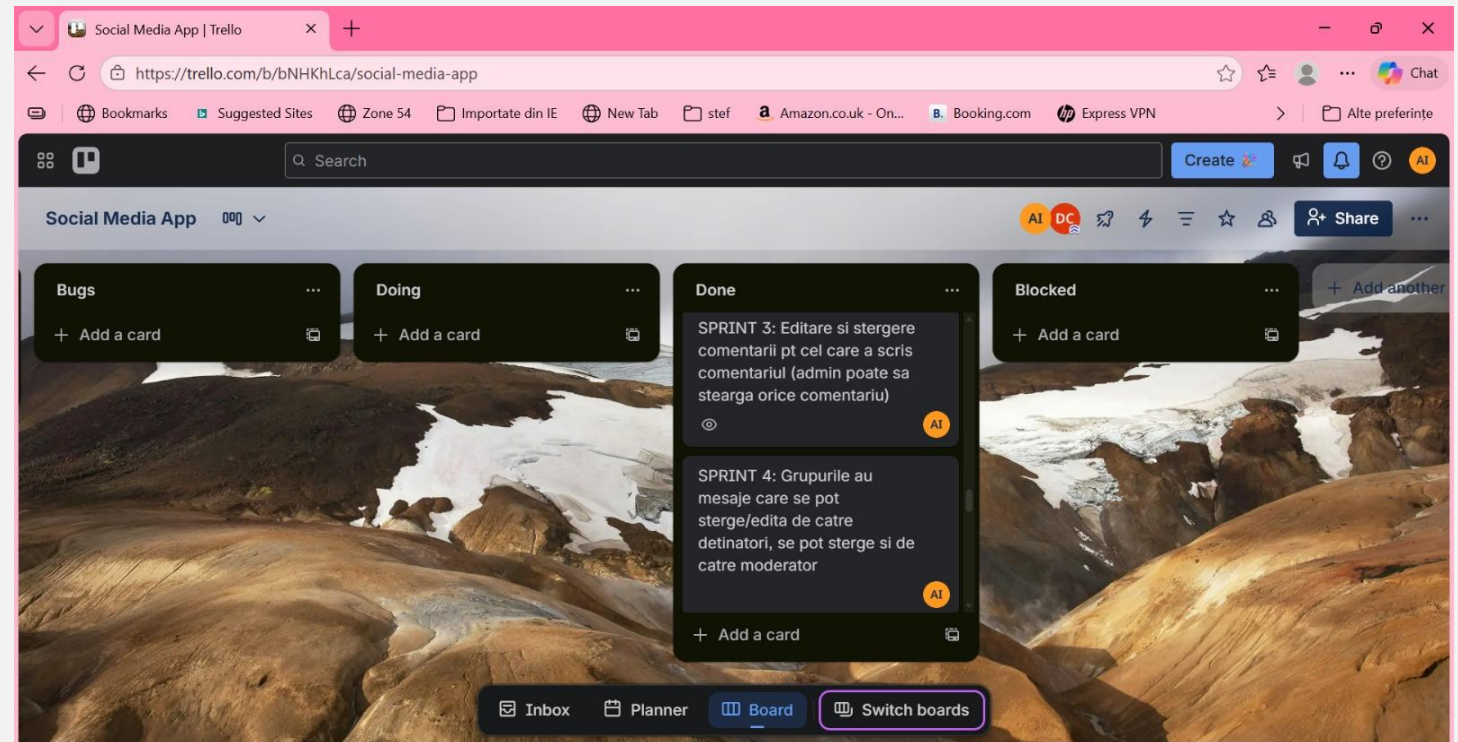 Social Media App | Trello
https://trello.com/b/bNHKhLca/social-media-app
Chat
Bookmarks Suggested Sites Zone 54 Importate din IE New Tab stef Amazon.co.uk - On... Booking.com Express VPN Alte preferințe
Search
Create
AI
Social Media App
AI DC
Share
Bugs
Add a card
Doing
Add a card
Done
SPRINT 3: Editare si stergere
comentarii pt cel care a scris
comentariul (admin poate sa
stearga orice comentariu)
AI
SPRINT 4: Grupurile au
mesaje care se pot
sterge/edita de catre
detinatori, se pot sterge si de
catre moderator
AI
Add a card
Blocked
Add a card
Add another
Inbox Planner Board Switch boards